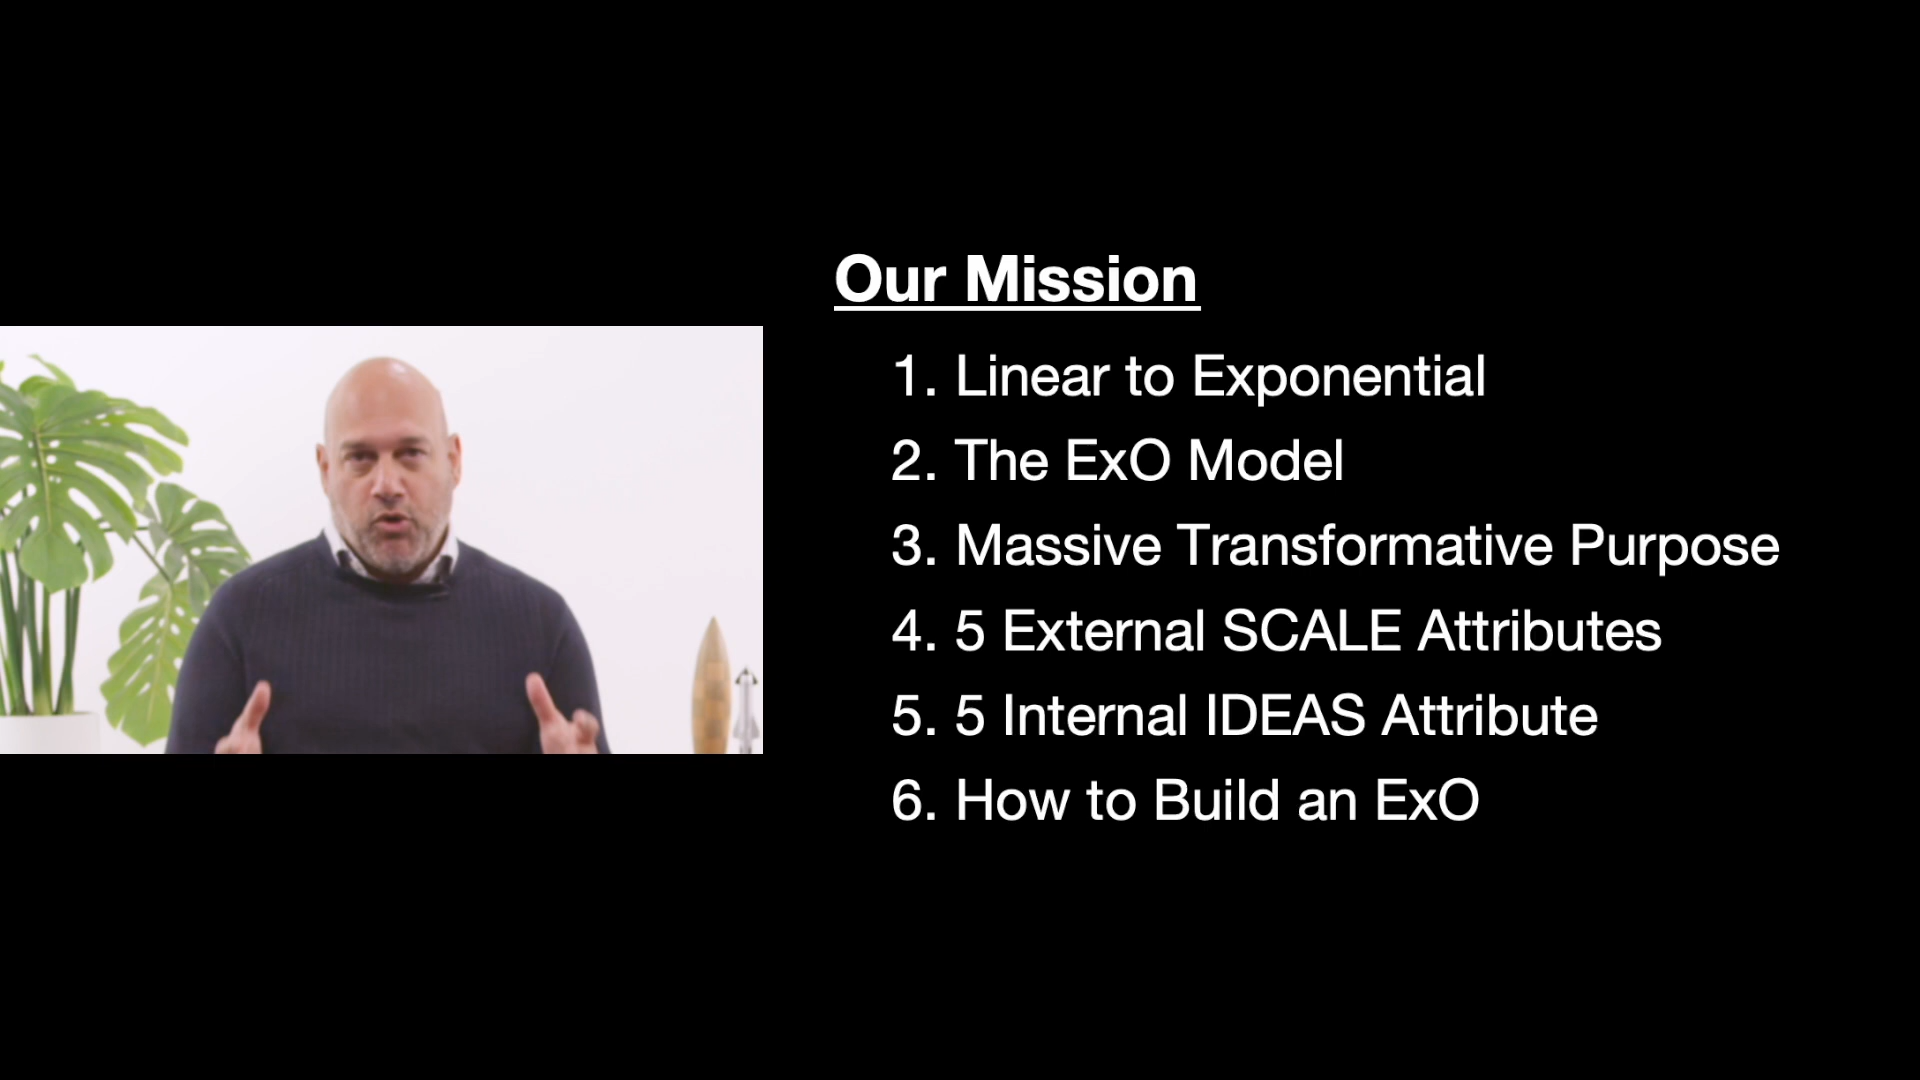 Our Mission
1. Linear to Exponential
2. The ExO Model
3. Massive Transformative Purpose
4. 5 External SCALE Attributes
5. 5 Internal IDEAS Attribute
6. How to Build an ExO